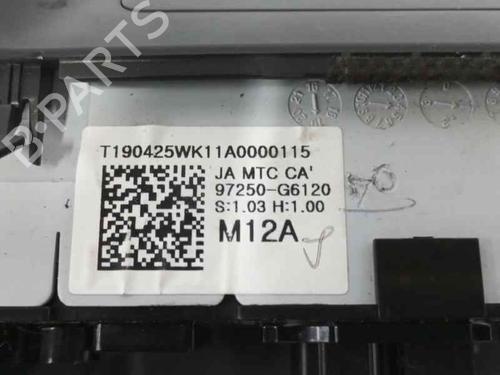 B-PARTS
T190425WK11A0000115
JA MTC CA'
97250-G6120
S:1.03 H:1.00
M12A